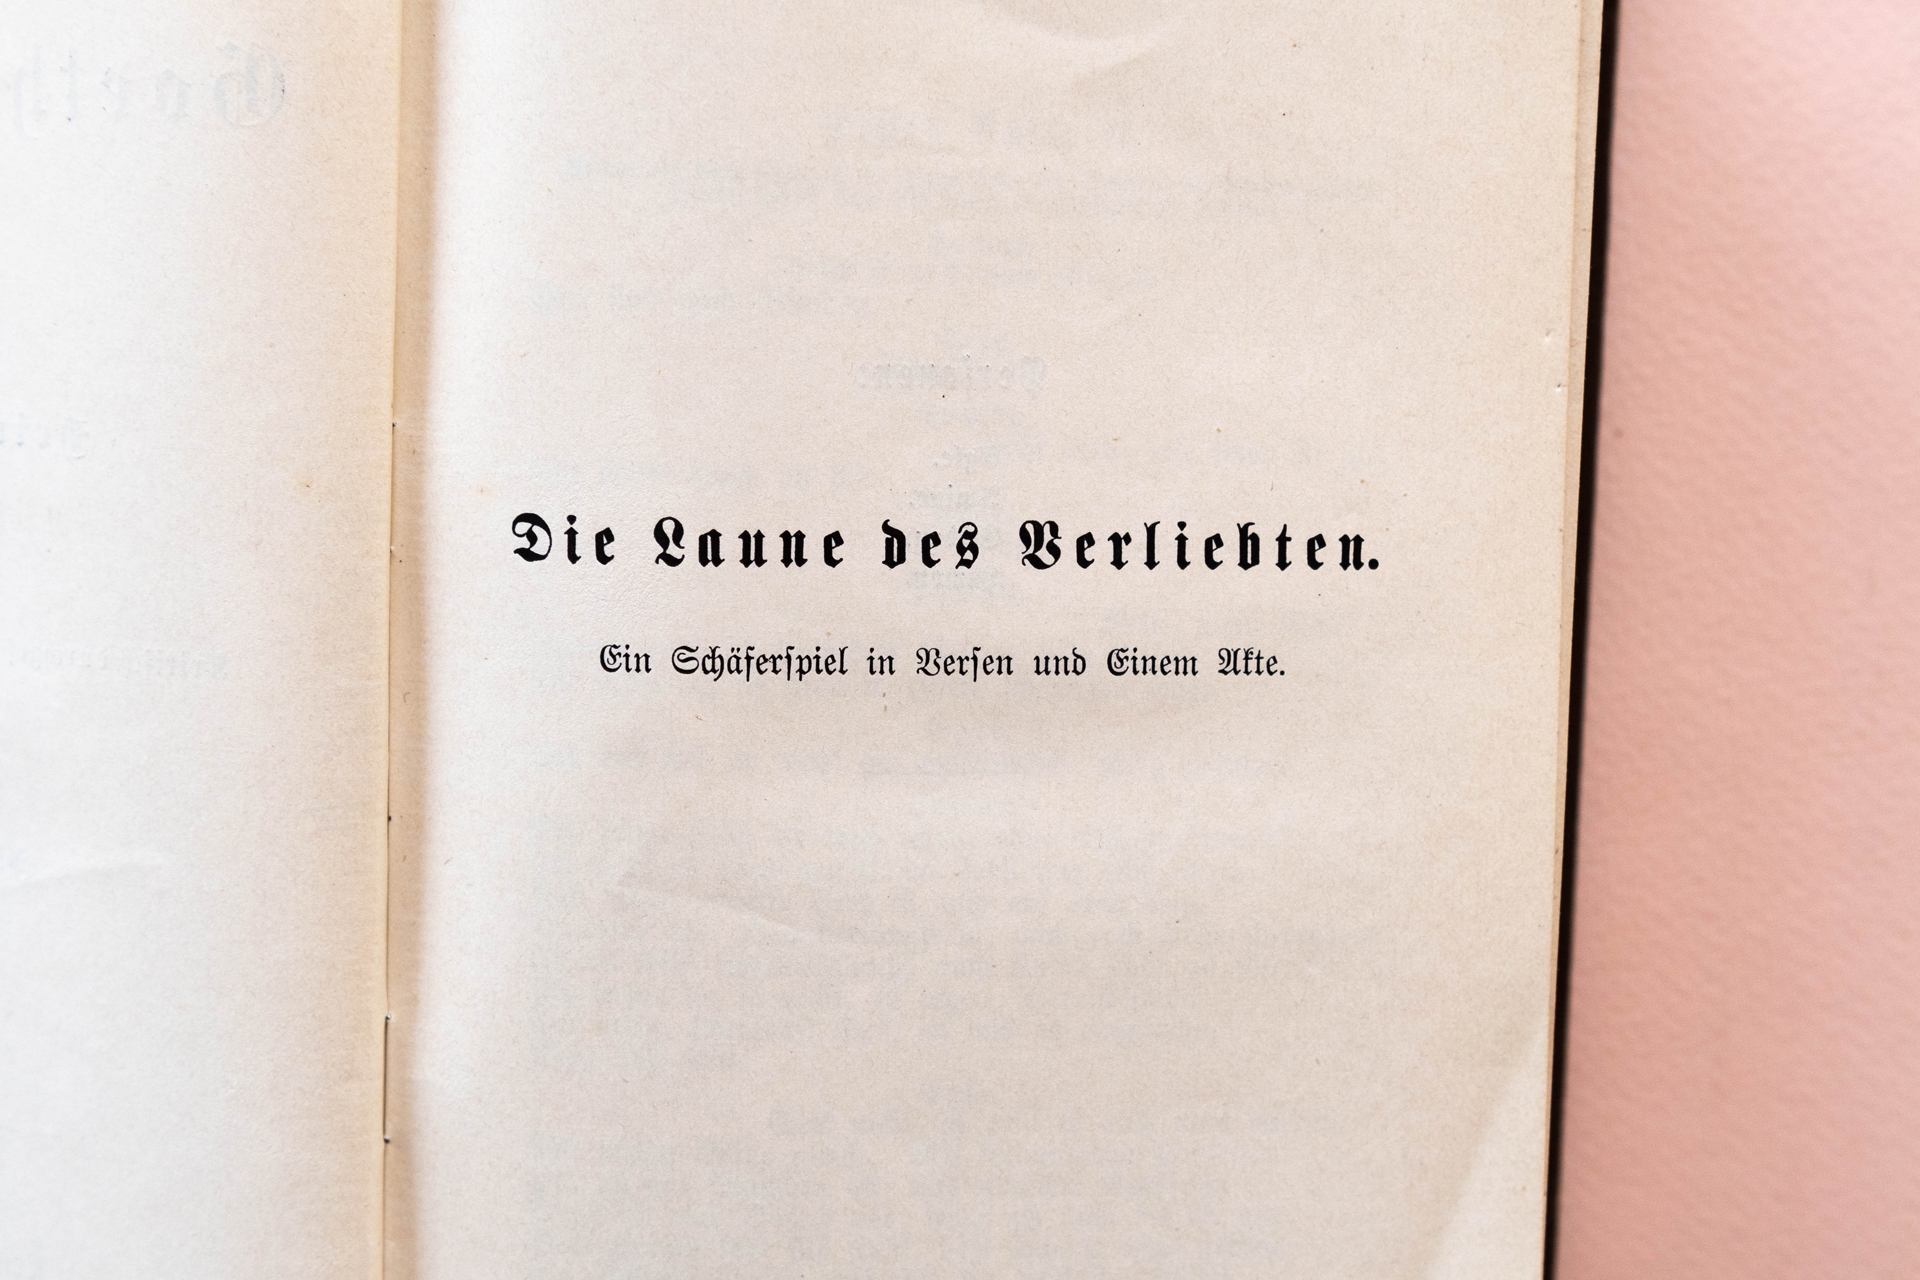 Die Laune des Verliebten.
Ein Schäferspiel in Versen und Einem Akte.